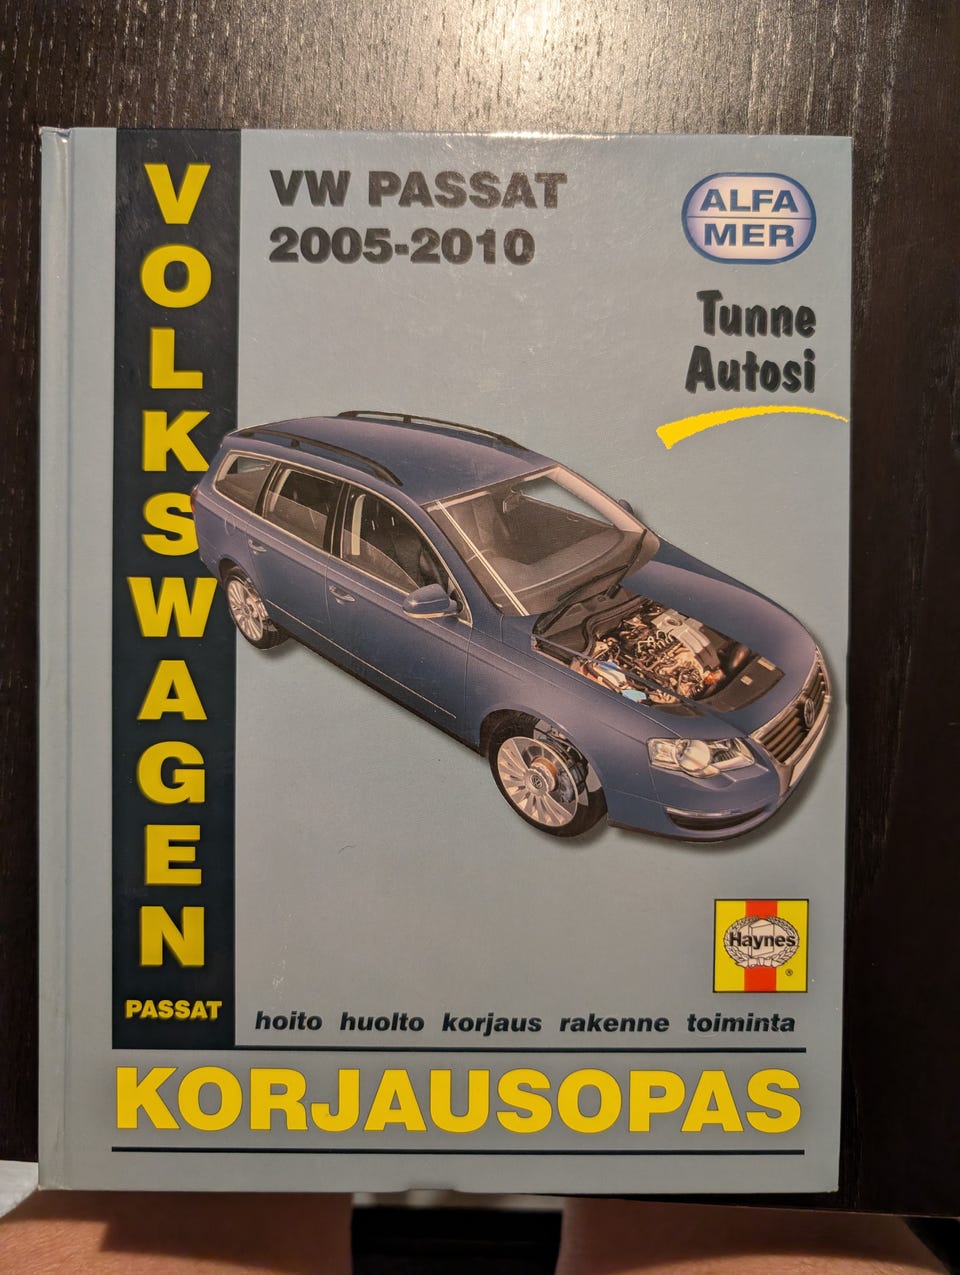 VOLKSWAGEN
PASSAT
VW PASSAT
2005-2010
ALFA
MER
Tunne
Autosi
Haynes
®
hoito huolto korjaus rakenne toiminta
KORJAUSOPAS